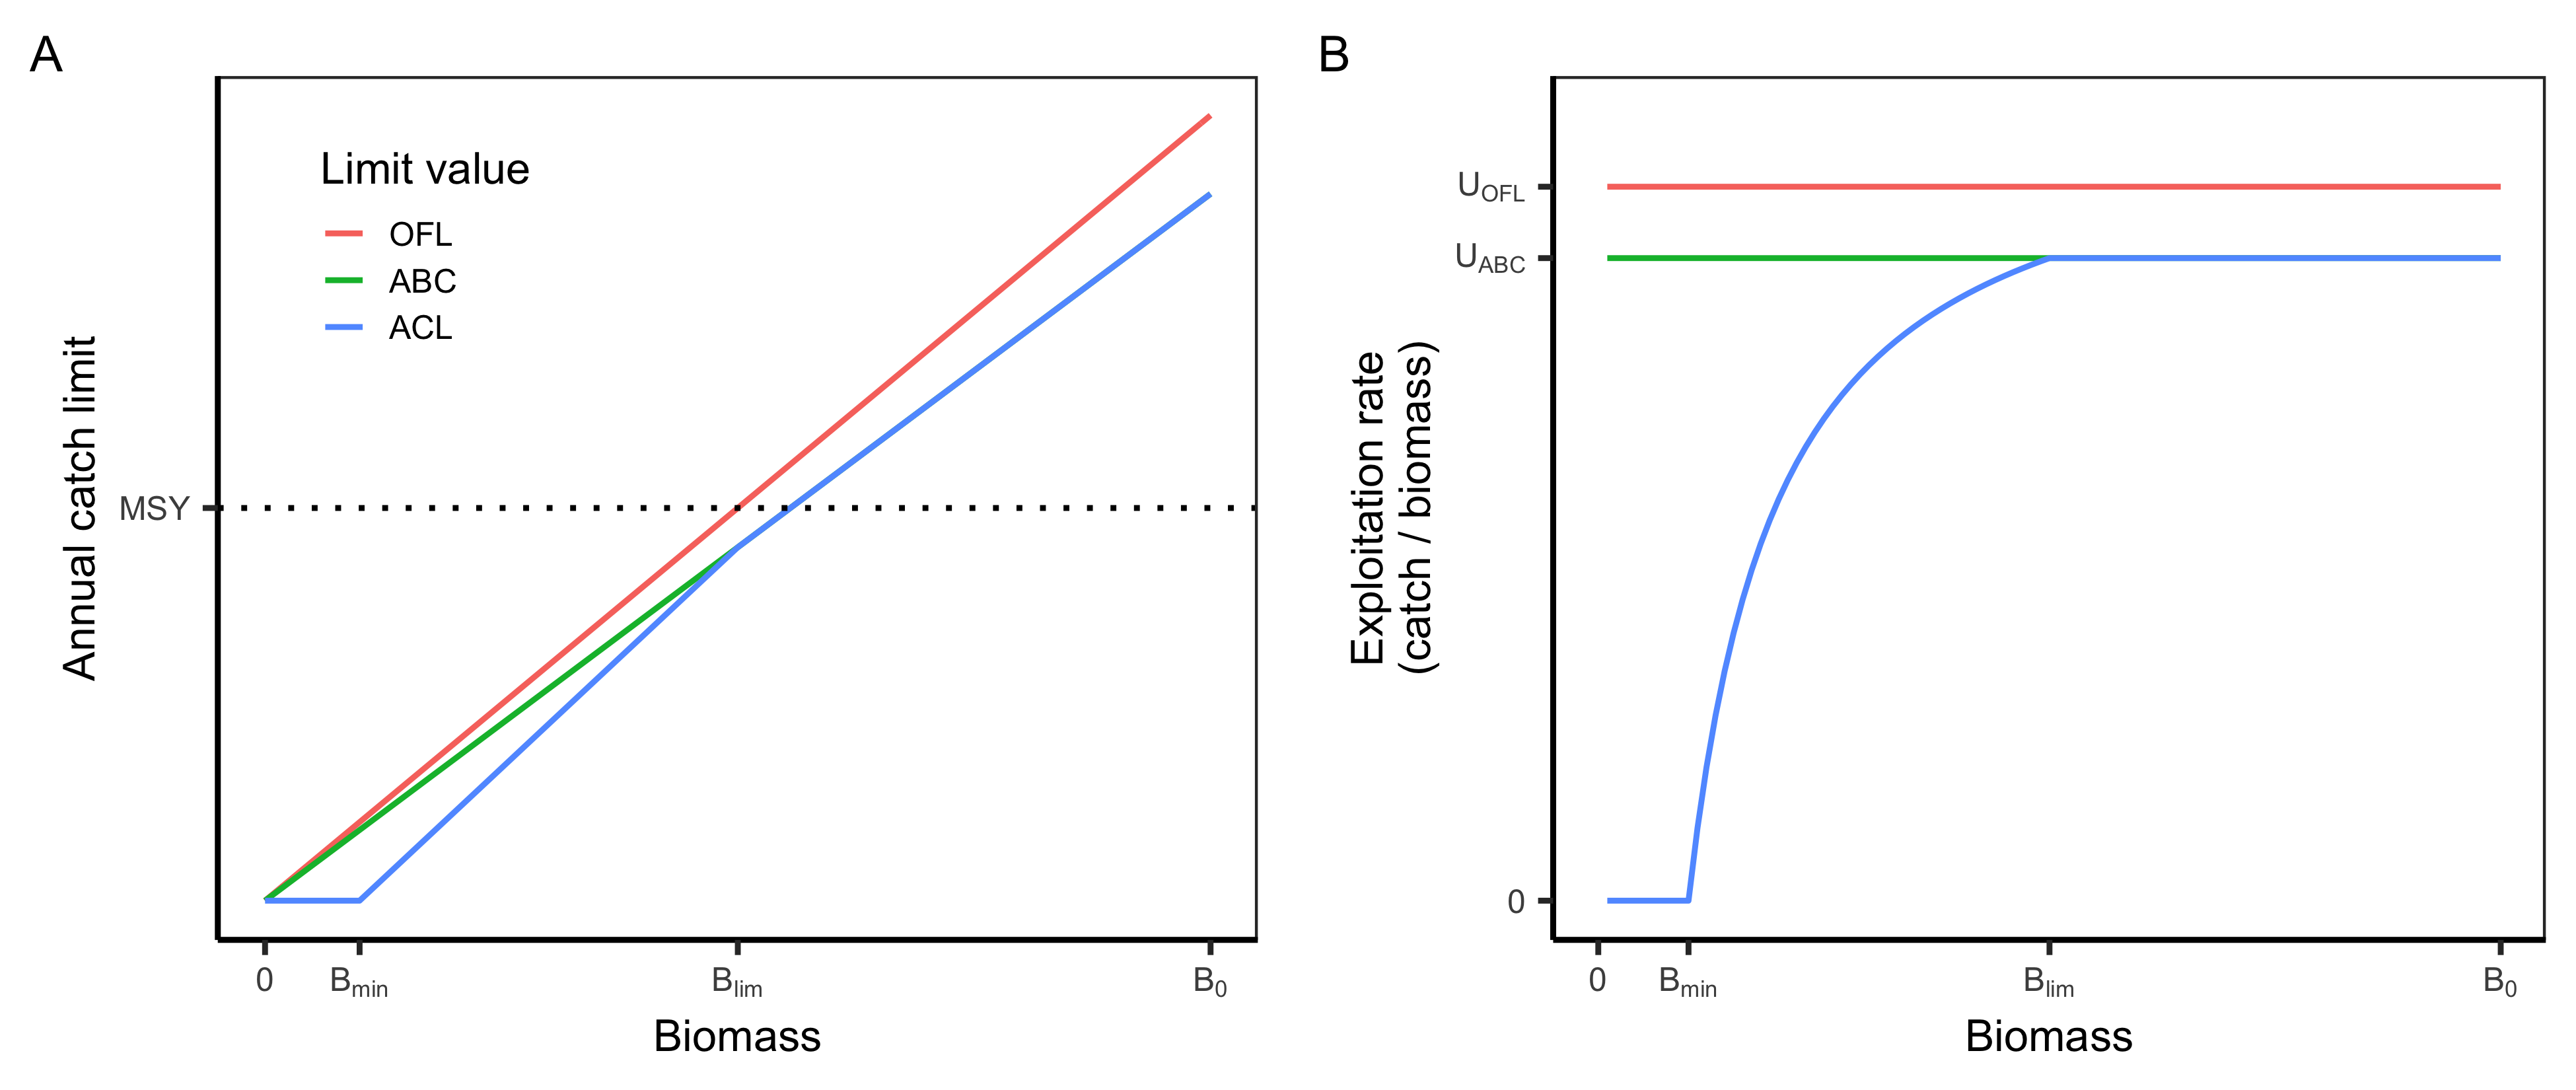 A
Limit value
OFL
ABC
ACL
Annual catch limit
MSY
0
Bmin
Blim
B0
Biomass
B
UOFL
UABC
Exploitation rate
(catch / biomass)
0
0
Bmin
Blim
B0
Biomass